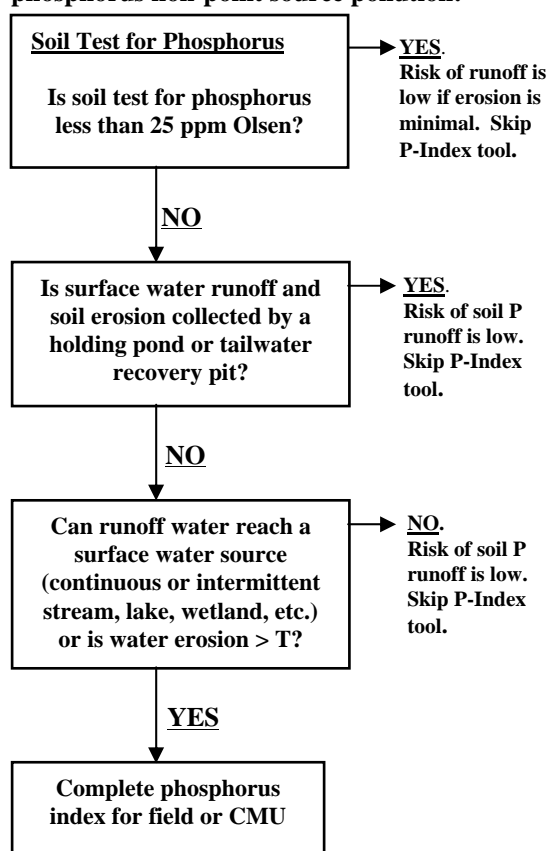 phosphorus non-point source pollution.
Soil Test for Phosphorus
Is soil test for phosphorus
less than 25 ppm Olsen?
YES.
Risk of runoff is
low if erosion is
minimal. Skip
P-Index tool.
NO
Is surface water runoff and
soil erosion collected by a
holding pond or tailwater
recovery pit?
YES.
Risk of soil P
runoff is low.
Skip P-Index
tool.
NO
Can runoff water reach a
surface water source
(continuous or intermittent
stream, lake, wetland, etc.)
or is water erosion > T?
NO.
Risk of soil P
runoff is low.
Skip P-Index
tool.
YES
Complete phosphorus
index for field or CMU